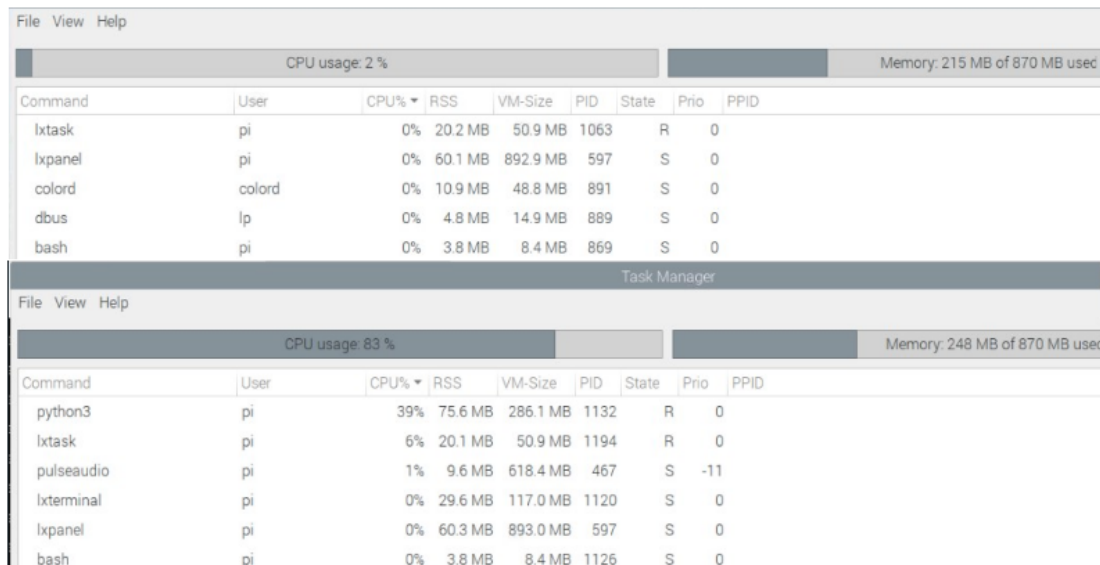 File View Help
CPU usage: 2 % Memory: 215 MB of 870 MB used
Command User CPU% RSS VM-Size PID State Prio PPID
lxtask pi 0% 20.2 MB 50.9 MB 1063 R 0
lxpanel pi 0% 60.1 MB 892.9 MB 597 S 0
colord colord 0% 10.9 MB 48.8 MB 891 S 0
dbus lp 0% 4.8 MB 14.9 MB 889 S 0
bash pi 0% 3.8 MB 8.4 MB 869 S 0
Task Manager
File View Help
CPU usage: 83 % Memory: 248 MB of 870 MB used
Command User CPU% RSS VM-Size PID State Prio PPID
python3 pi 39% 75.6 MB 286.1 MB 1132 R 0
lxtask pi 6% 20.1 MB 50.9 MB 1194 R 0
pulseaudio pi 1% 9.6 MB 618.4 MB 467 S -11
lxterminal pi 0% 29.6 MB 117.0 MB 1120 S 0
lxpanel pi 0% 60.3 MB 893.0 MB 597 S 0
bash pi 0% 3.8 MB 8.4 MB 1126 S 0